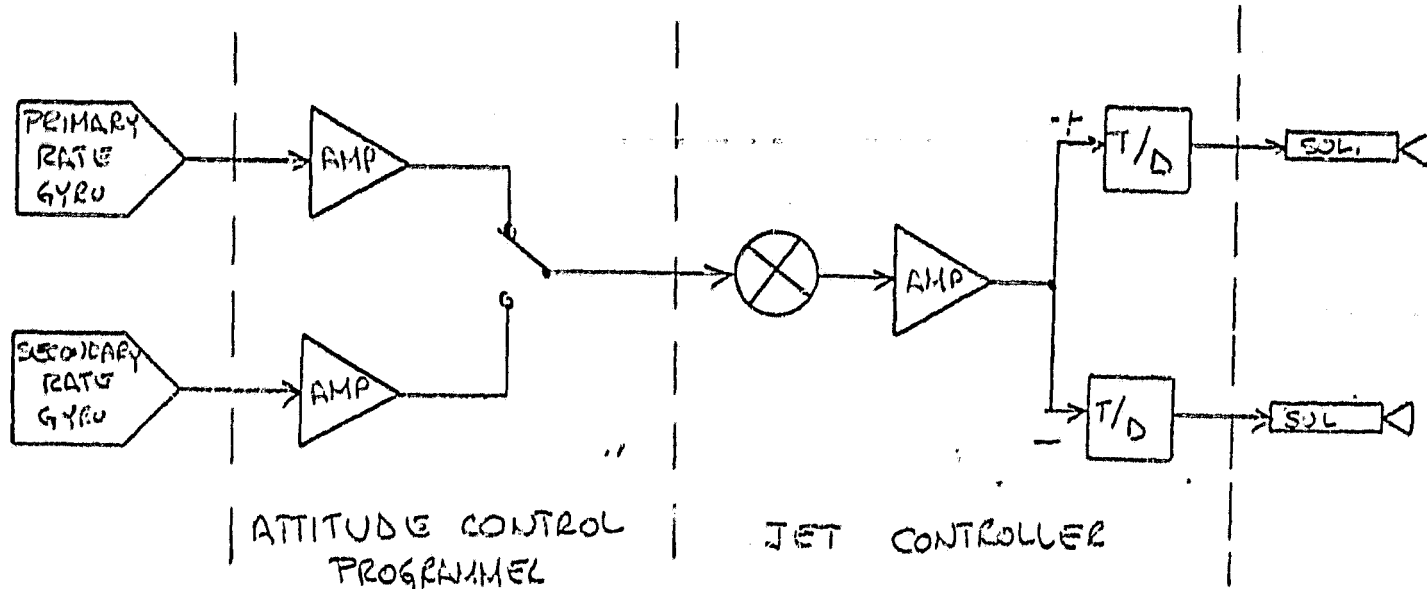 PRIMARY
RATE
GYRO
AMP
SECONDARY
RATE
GYRO
AMP
AMP
+
T/D
SOL.
-
T/D
SOL
ATTITUDE CONTROL
PROGRAMMER
JET CONTROLLER